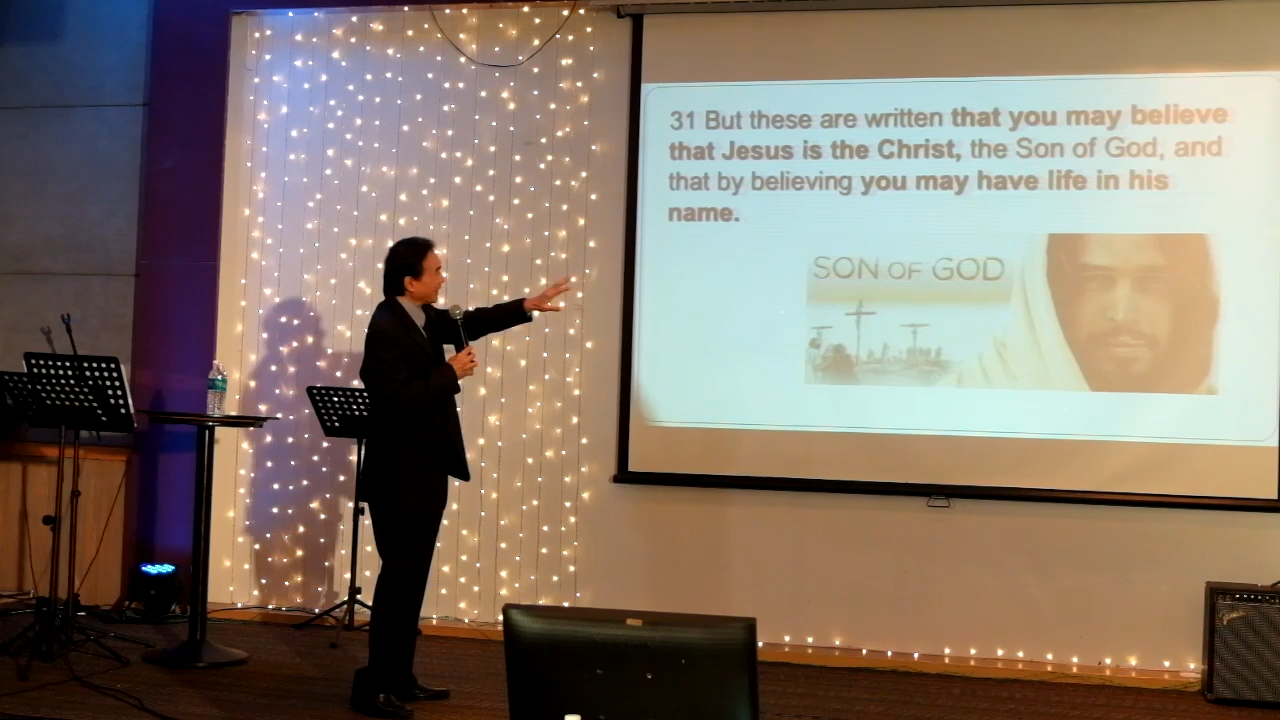 31 But these are written that you may believe
that Jesus is the Christ, the Son of God, and
that by believing you may have life in his
name.
SON OF GOD